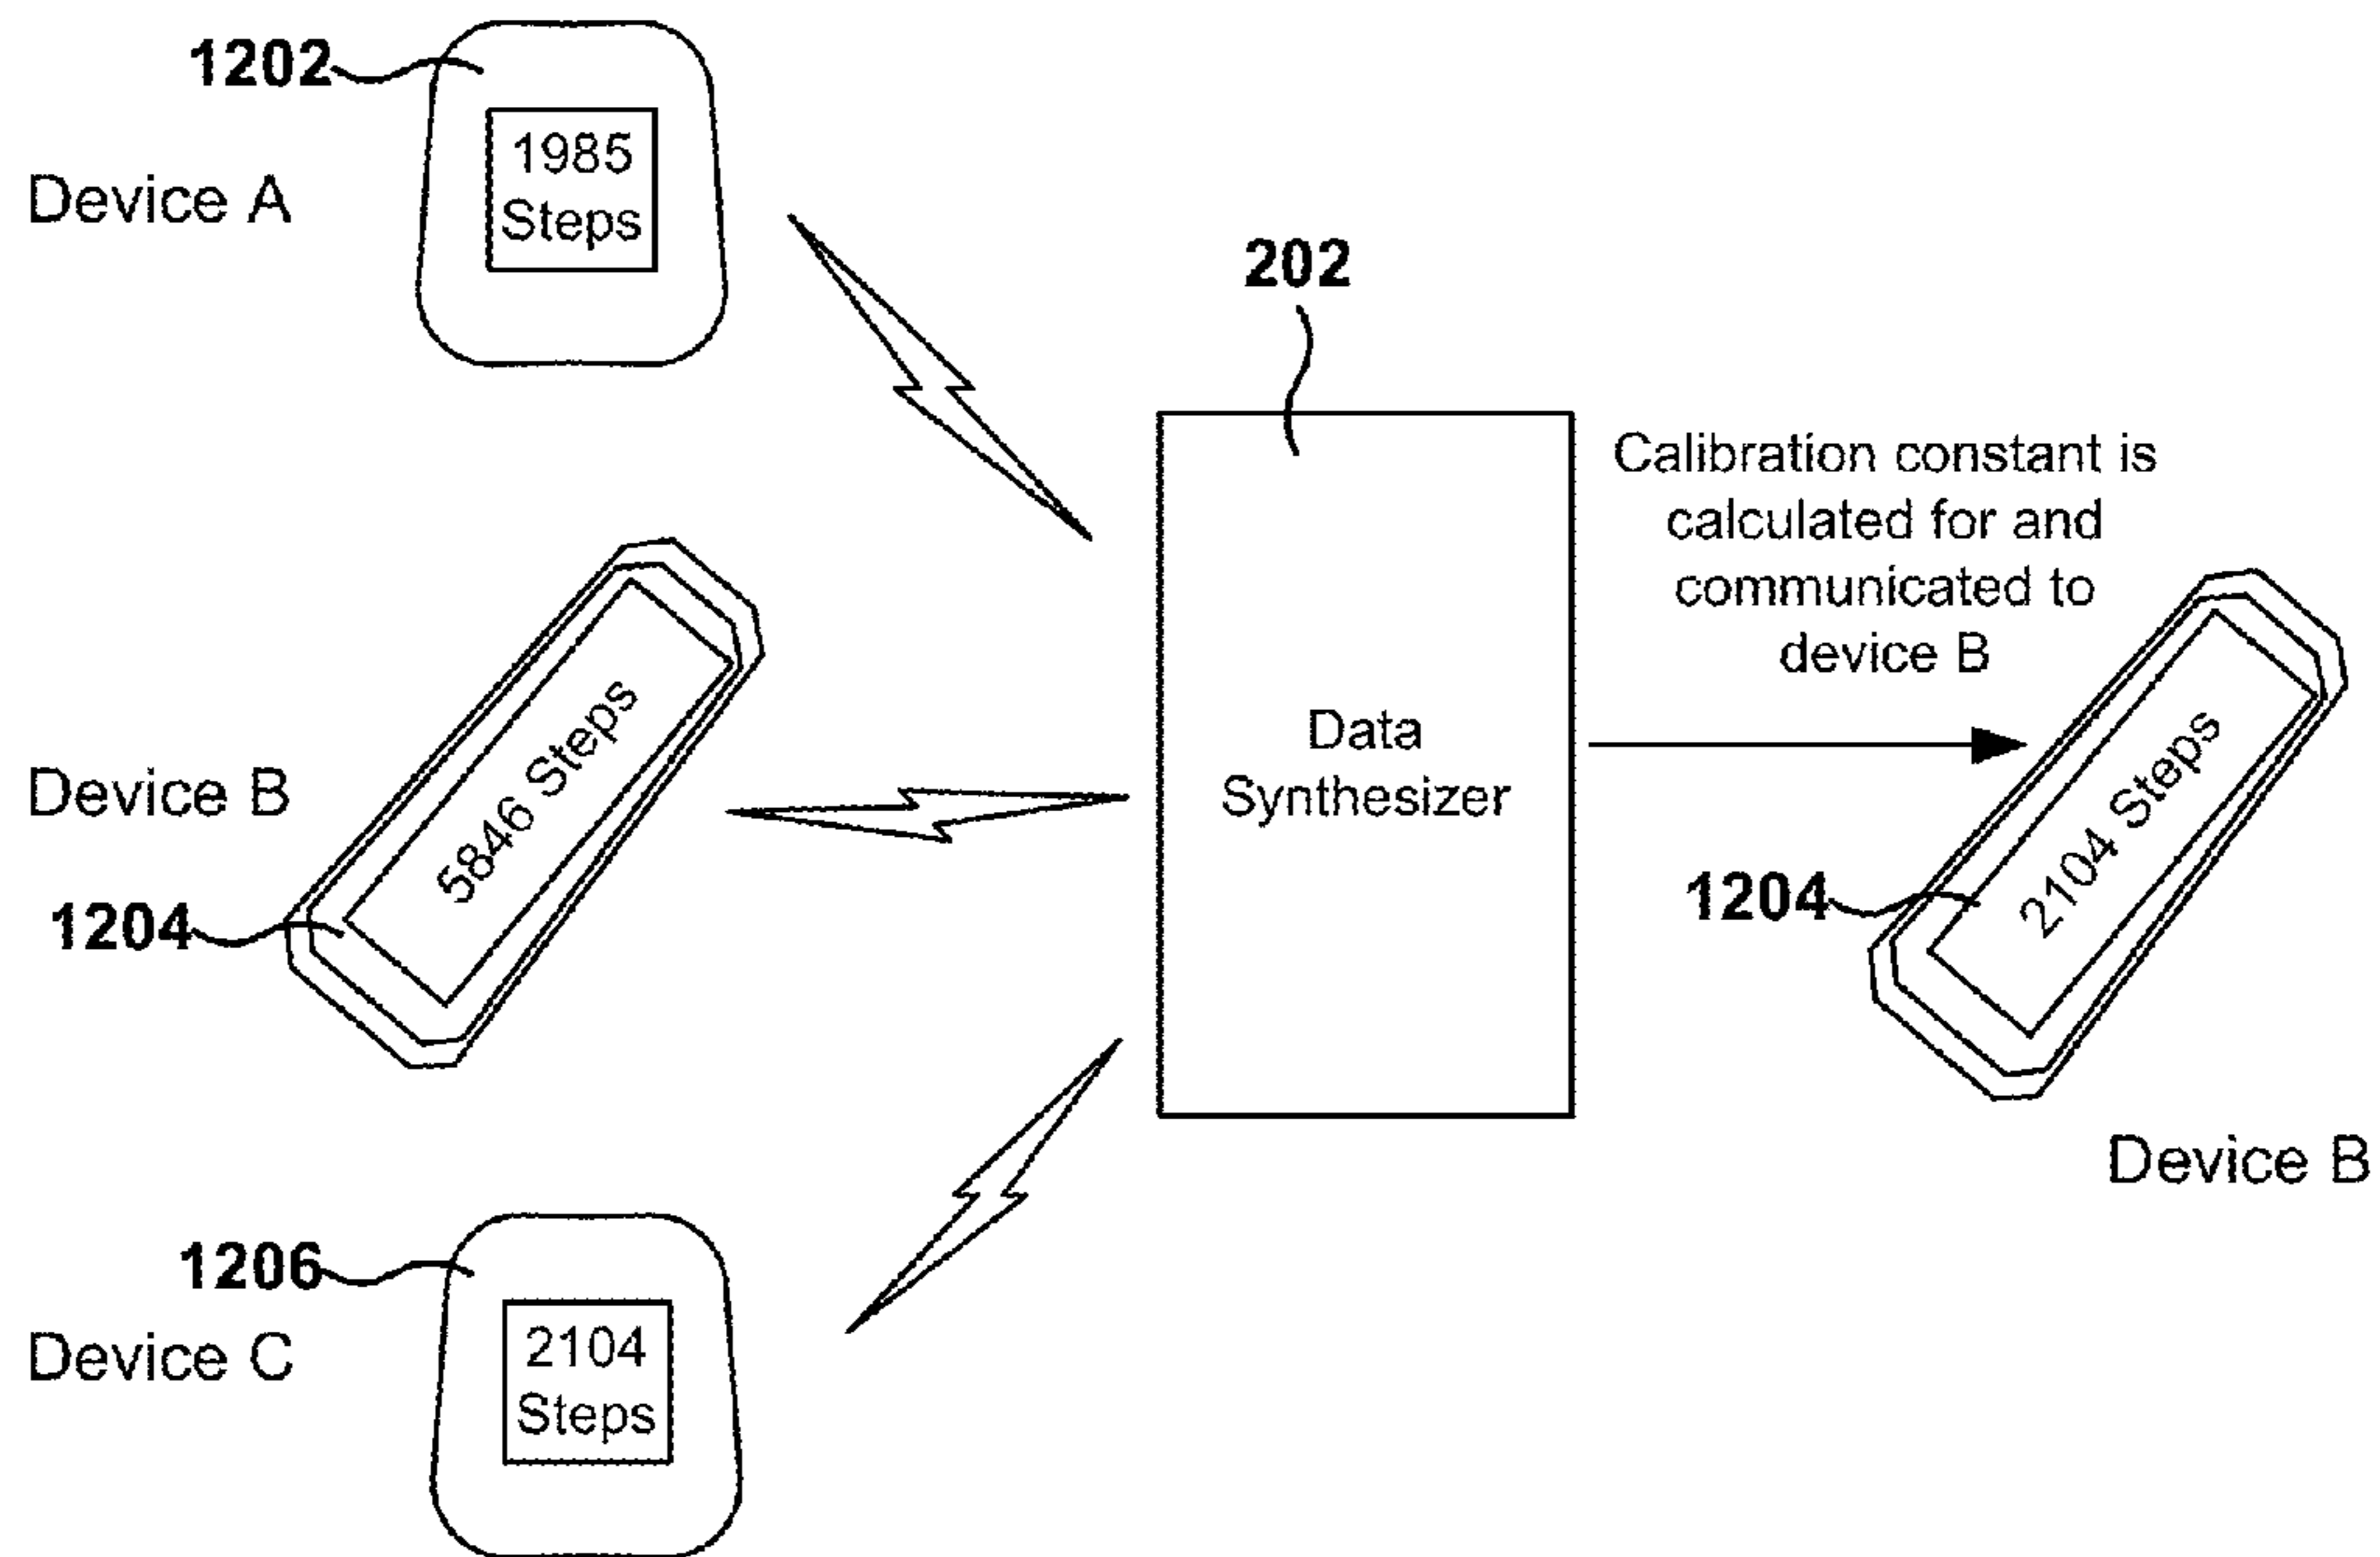 1202
Device A
1985
Steps
202
Calibration constant is
calculated for and
communicated to
device B
Device B
5846 Steps
1204
Data
Synthesizer
1204
2104 Steps
Device B
1206
Device C
2104
Steps